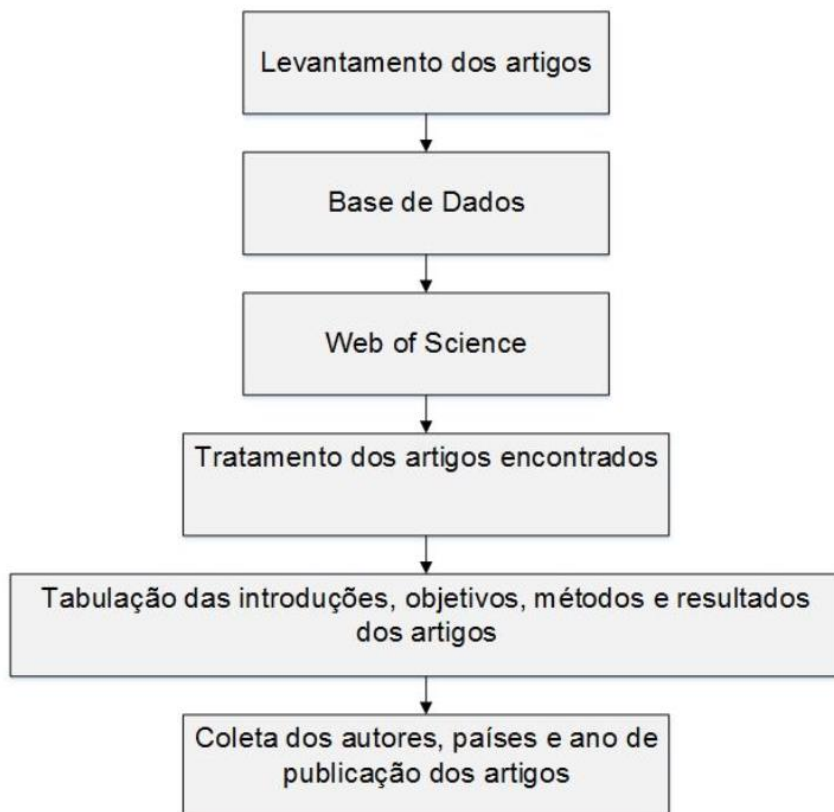 Levantamento dos artigos
Base de Dados
Web of Science
Tratamento dos artigos encontrados
Tabulação das introduções, objetivos, métodos e resultados
dos artigos
Coleta dos autores, países e ano de
publicação dos artigos